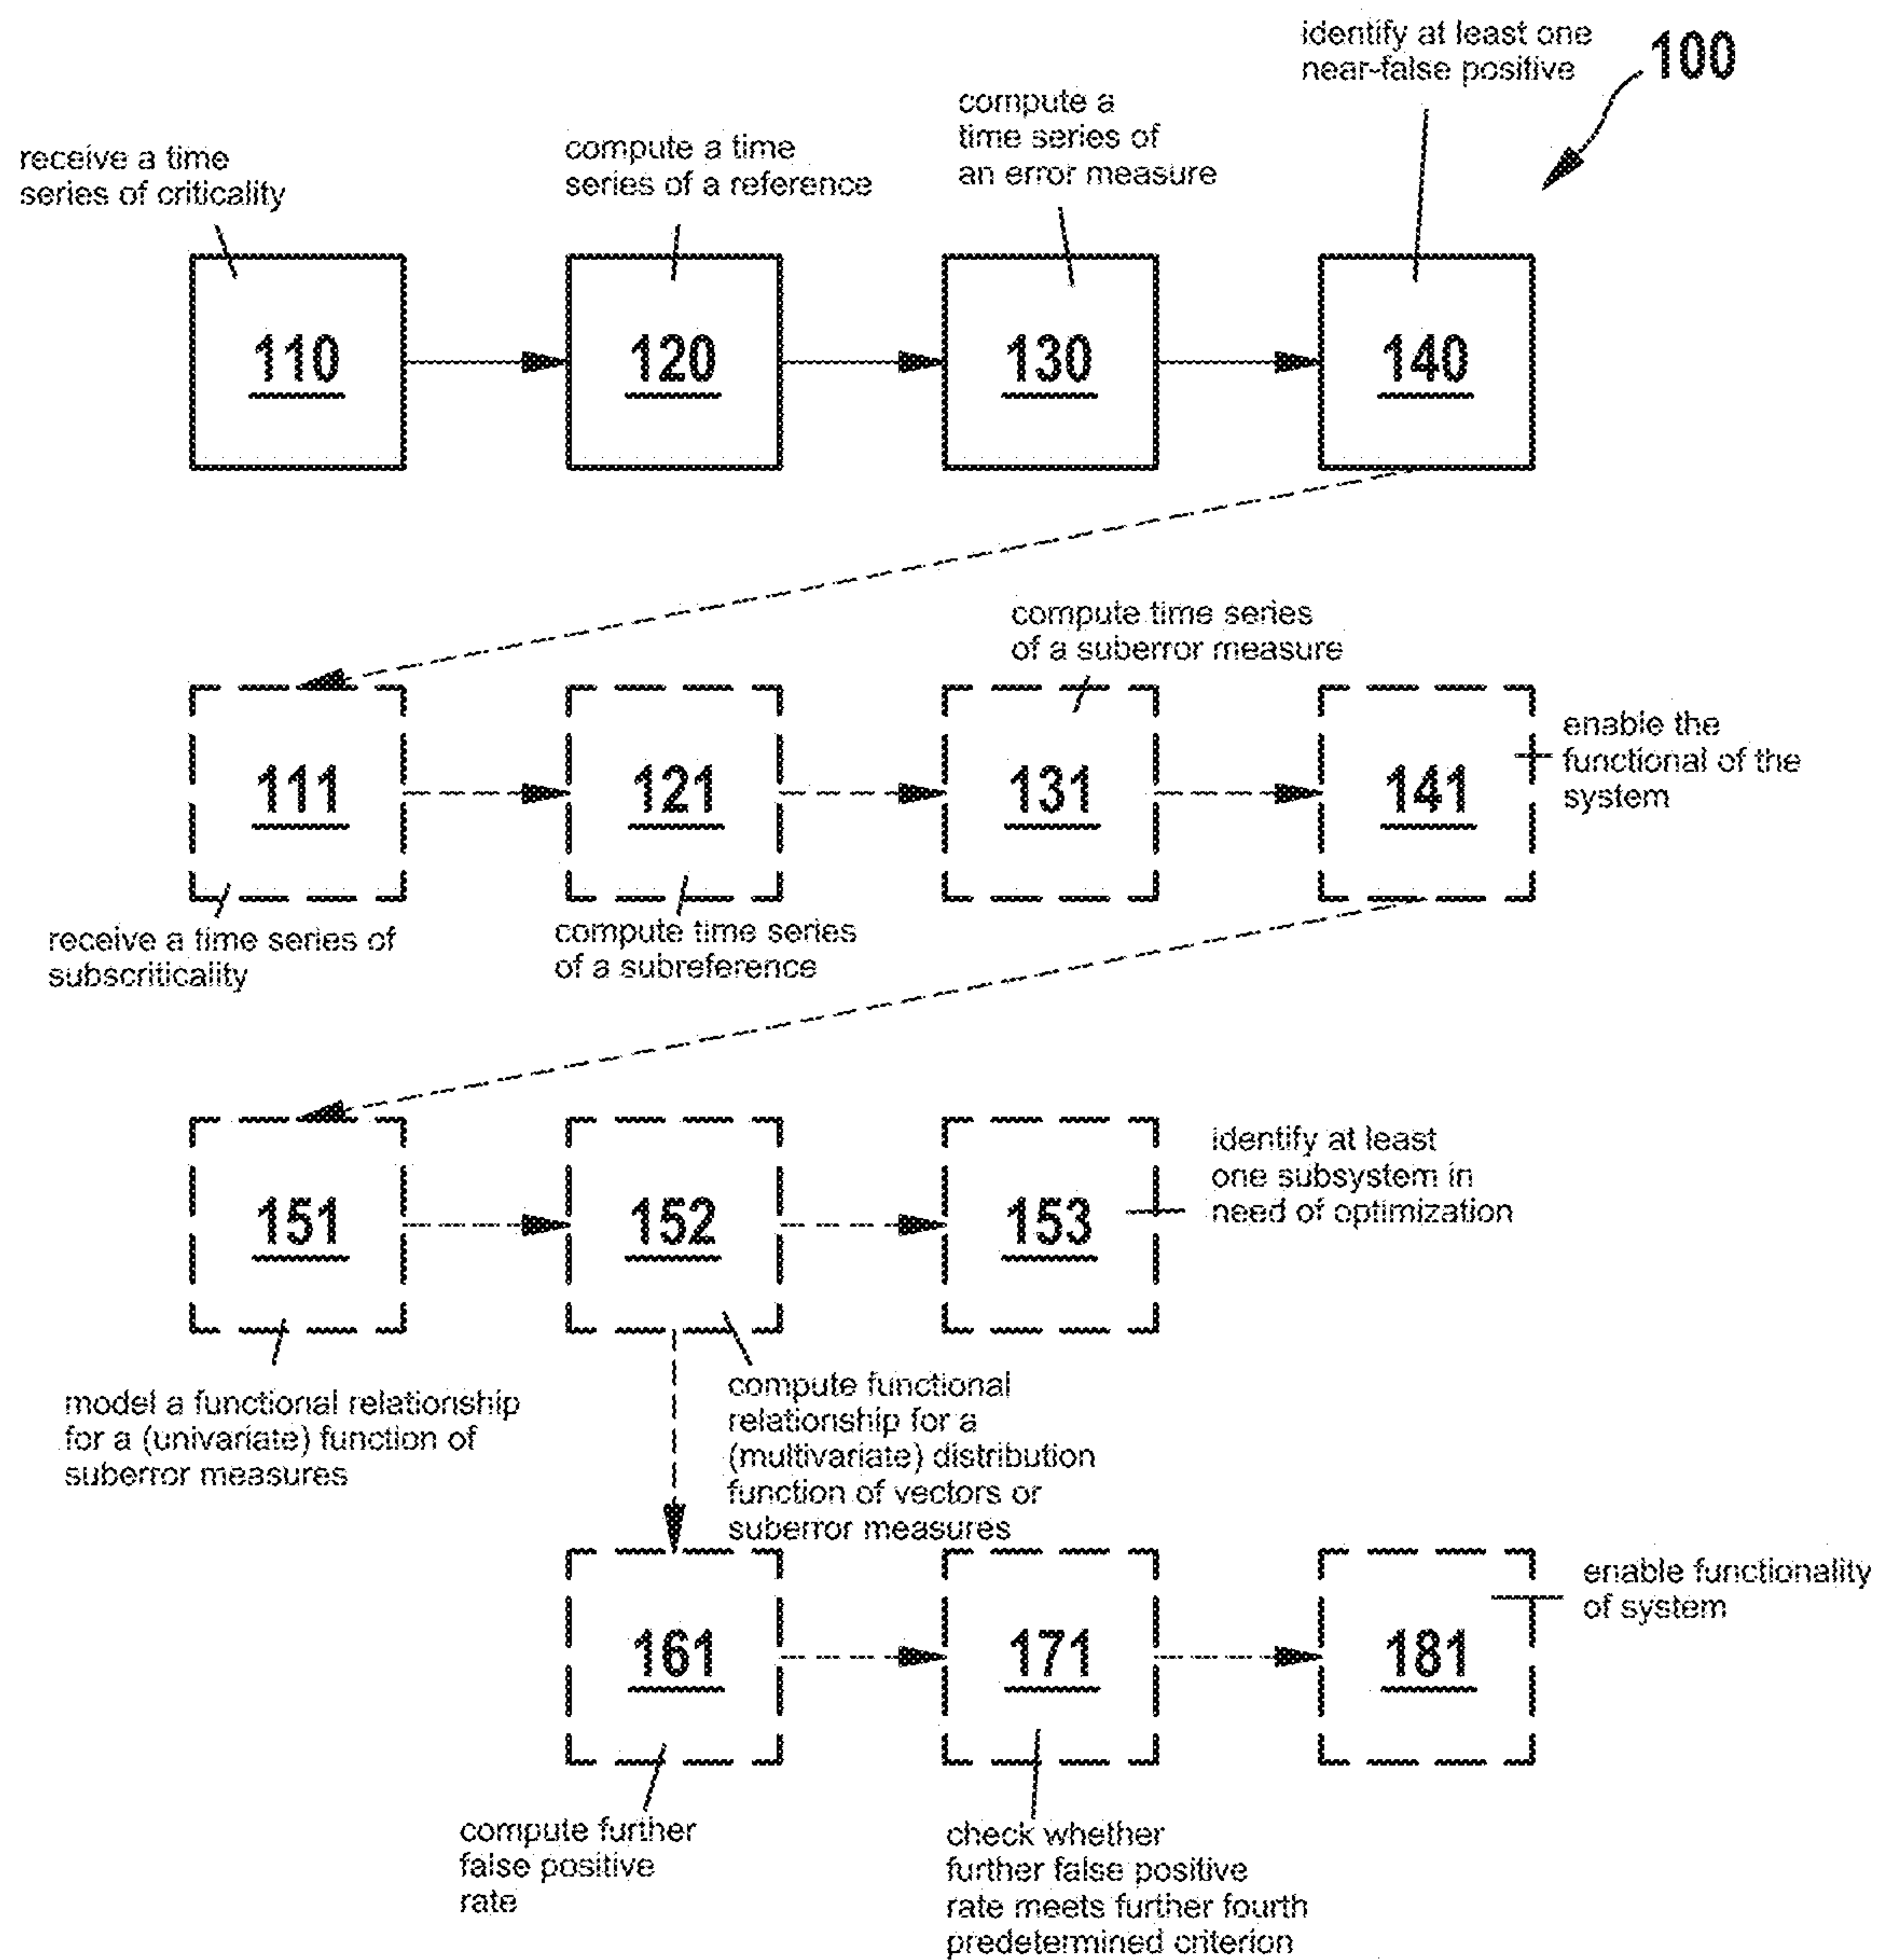 identify at least one
near-false positive
100
compute a
time series of
an error measure
compute a time
series of a reference
receive a time
series of criticality
110
120
130
140
compute time series
of a suberror measure
enable the
functional of the
system
111
121
131
141
receive a time series of
subscriticality
compute time series
of a subreference
identify at least
one subsystem in
need of optimization
151
152
153
model a functional relationship
for a (univariate) function of
suberror measures
compute functional
relationship for a
(multivariate) distribution
function of vectors or
suberror measures
enable functionality
of system
161
171
181
compute further
false positive
rate
check whether
further false positive
rate meets further fourth
predetermined criterion